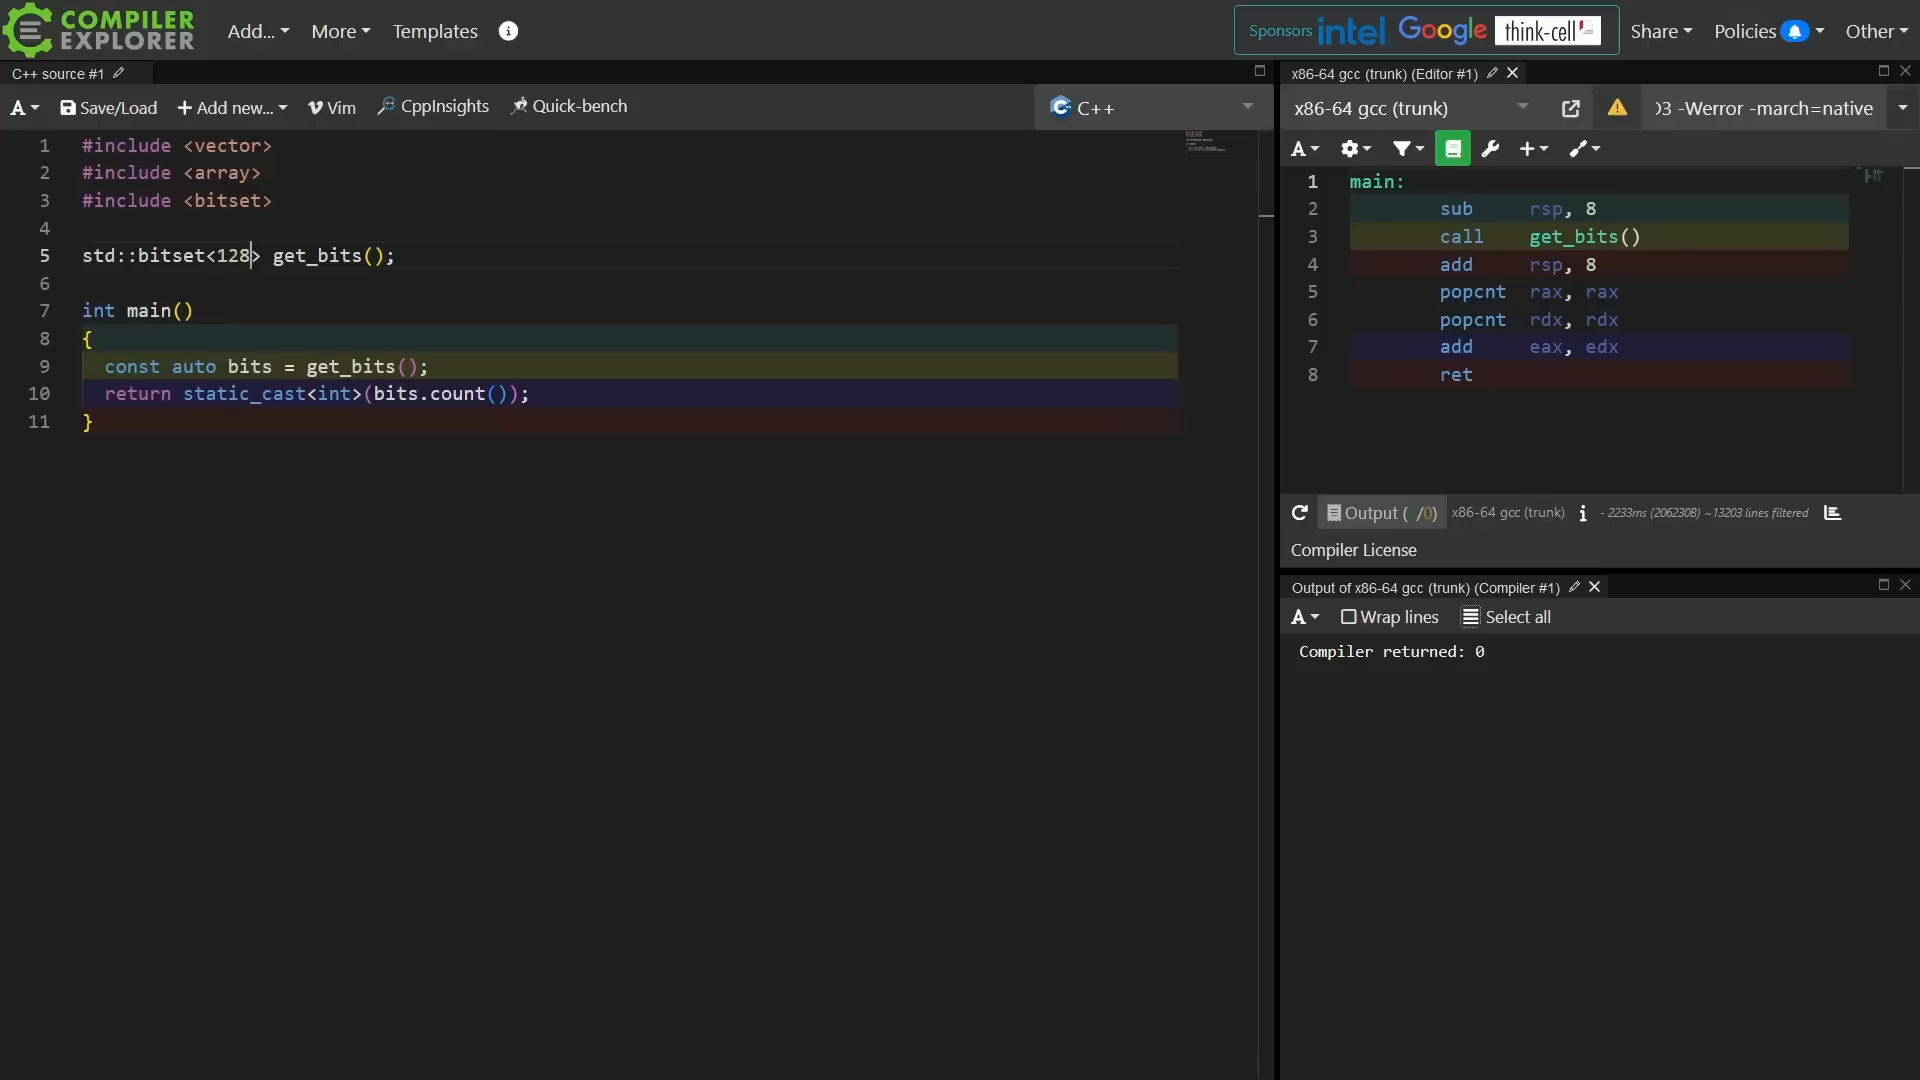 COMPILER
EXPLORER
Add...
More
Templates
Sponsors intel. Google think-cell
Share
Policies
Other
C++ source #1
A
Save/Load
Add new...
Vim
CppInsights
Quick-bench
C++
1 #include <vector>
2 #include <array>
3 #include <bitset>
4
5 std::bitset<128> get_bits();
6
7 int main()
8 {
9 const auto bits = get_bits();
10 return static_cast<int>(bits.count());
11 }
x86-64 gcc (trunk) (Editor #1)
x86-64 gcc (trunk)
03 -Werror -march=native
A
1 main:
2 sub rsp, 8
3 call get_bits()
4 add rsp, 8
5 popcnt rax, rax
6 popcnt rdx, rdx
7 add eax, edx
8 ret
Output ( /0) x86-64 gcc (trunk) i - 2233ms (206230B) ~13203 lines filtered
Compiler License
Output of x86-64 gcc (trunk) (Compiler #1)
A
Wrap lines
Select all
Compiler returned: 0